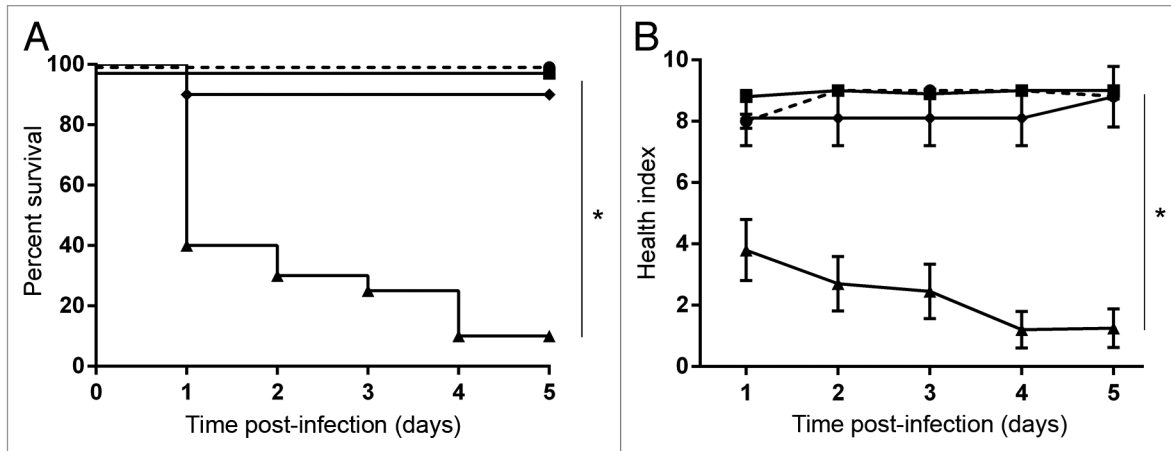 A
Percent survival
100
80
60
40
20
0
0 1 2 3 4 5
Time post-infection (days)
*
B
Health index
10
8
6
4
2
0
1 2 3 4 5
Time post-infection (days)
*